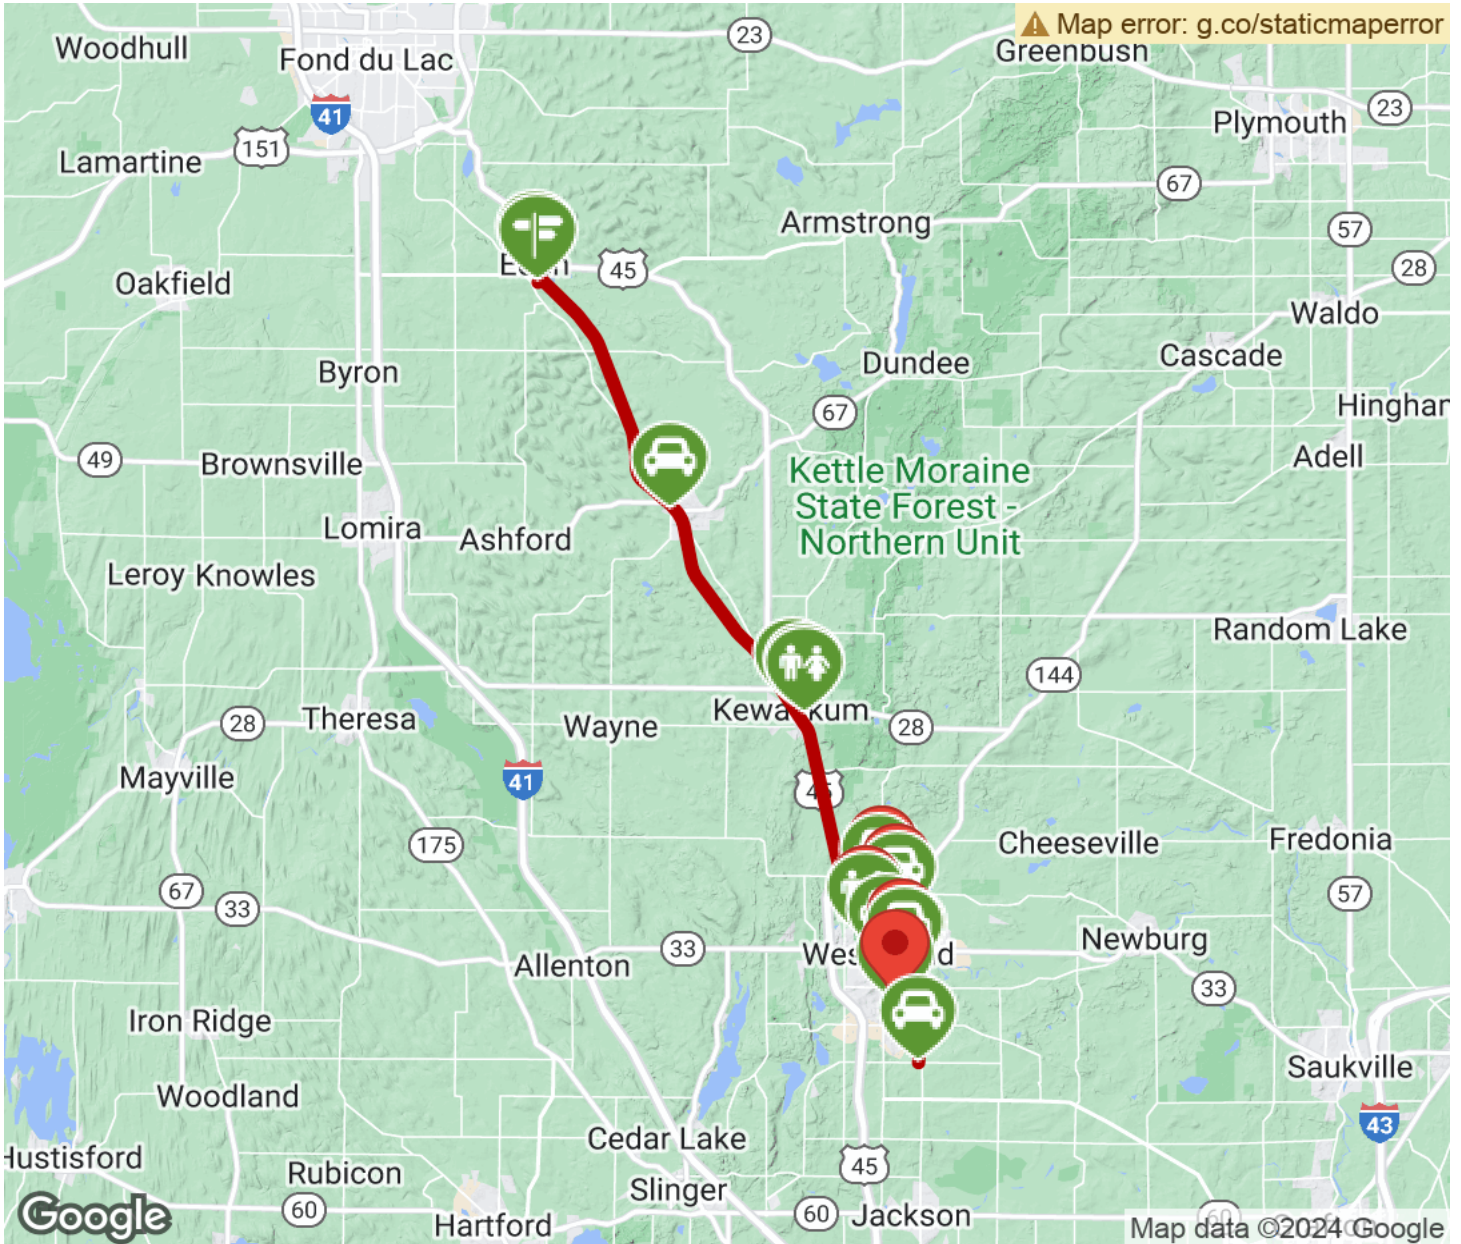 Map error: g.co/staticmaperror
Woodhull
Fond du Lac
23
Greenbush
41
151
Plymouth
23
Lamartine
67
Armstrong
57
45
28
Oakfield
Waldo
Byron
Dundee
Cascade
67
Hinghar
49
Brownsville
Adell
Kettle Moraine
State Forest -
Northern Unit
Lomira
Ashford
Leroy Knowles
Random Lake
144
28
Theresa
Wayne
28
Mayville
41
175
Cheeseville
Fredonia
67
33
57
33
Newburg
Allenton
33
Iron Ridge
Saukville
Woodland
43
Cedar Lake
Hustisford
Rubicon
45
Slinger
60
60
Jackson
Hartford
60
Google
Map data ©2024 Google